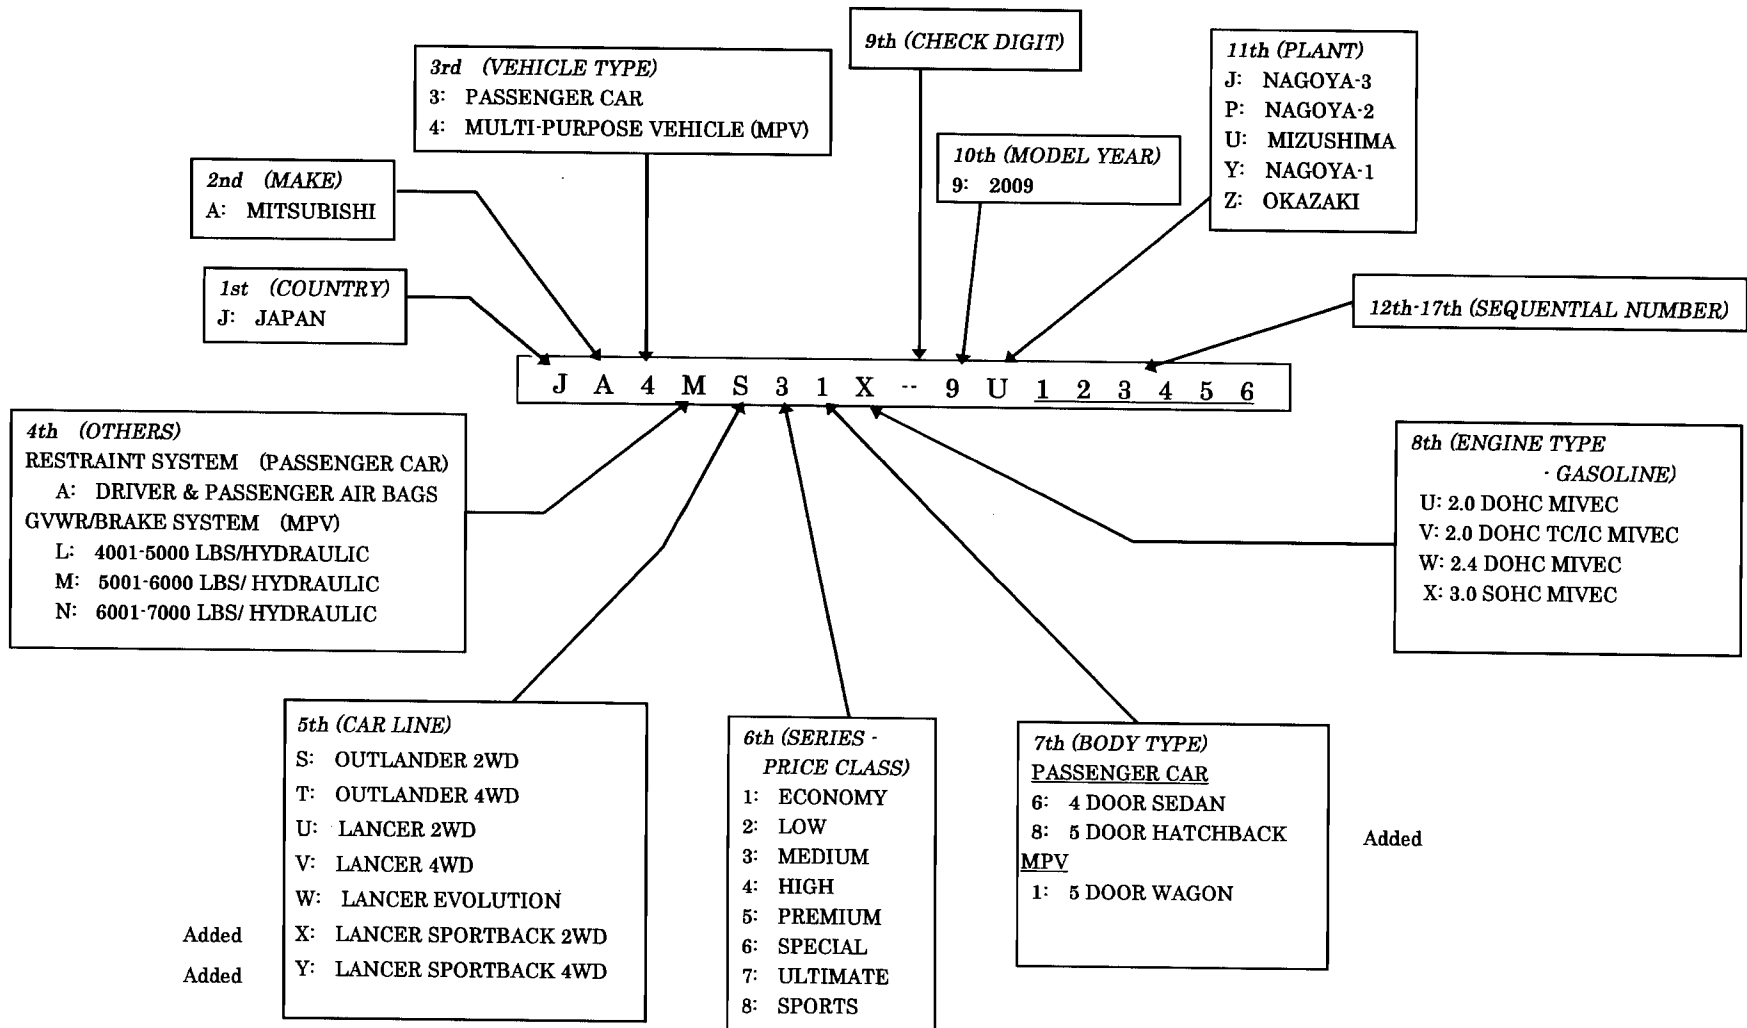 9th (CHECK DIGIT)
3rd (VEHICLE TYPE)
3: PASSENGER CAR
4: MULTI-PURPOSE VEHICLE (MPV)
11th (PLANT)
J: NAGOYA-3
P: NAGOYA-2
U: MIZUSHIMA
Y: NAGOYA-1
Z: OKAZAKI
10th (MODEL YEAR)
9: 2009
2nd (MAKE)
A: MITSUBISHI
1st (COUNTRY)
J: JAPAN
12th-17th (SEQUENTIAL NUMBER)
J A 4 M S 3 1 X -- 9 U 1 2 3 4 5 6
4th (OTHERS)
RESTRAINT SYSTEM (PASSENGER CAR)
A: DRIVER & PASSENGER AIR BAGS
GVWR/BRAKE SYSTEM (MPV)
L: 4001-5000 LBS/HYDRAULIC
M: 5001-6000 LBS/ HYDRAULIC
N: 6001-7000 LBS/ HYDRAULIC
8th (ENGINE TYPE
- GASOLINE)
U: 2.0 DOHC MIVEC
V: 2.0 DOHC TC/IC MIVEC
W: 2.4 DOHC MIVEC
X: 3.0 SOHC MIVEC
5th (CAR LINE)
S: OUTLANDER 2WD
T: OUTLANDER 4WD
U: LANCER 2WD
V: LANCER 4WD
W: LANCER EVOLUTION
Added X: LANCER SPORTBACK 2WD
Added Y: LANCER SPORTBACK 4WD
6th (SERIES -
PRICE CLASS)
1: ECONOMY
2: LOW
3: MEDIUM
4: HIGH
5: PREMIUM
6: SPECIAL
7: ULTIMATE
8: SPORTS
7th (BODY TYPE)
PASSENGER CAR
6: 4 DOOR SEDAN
8: 5 DOOR HATCHBACK Added
MPV
1: 5 DOOR WAGON